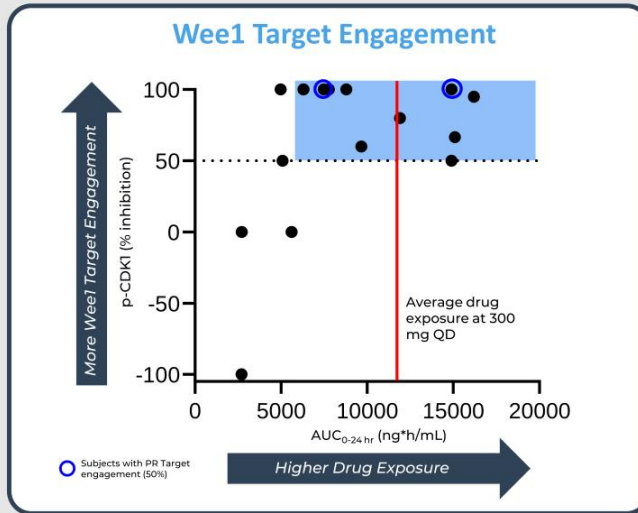 Wee1 Target Engagement
More Wee1 Target Engagement
p-CDK1 (% inhibition)
100
50
0
-50
-100
Average drug
exposure at 300
mg QD
0 5000 10000 15000 20000
AUC0-24 hr (ng*h/mL)
Subjects with PR Target
engagement (50%)
Higher Drug Exposure